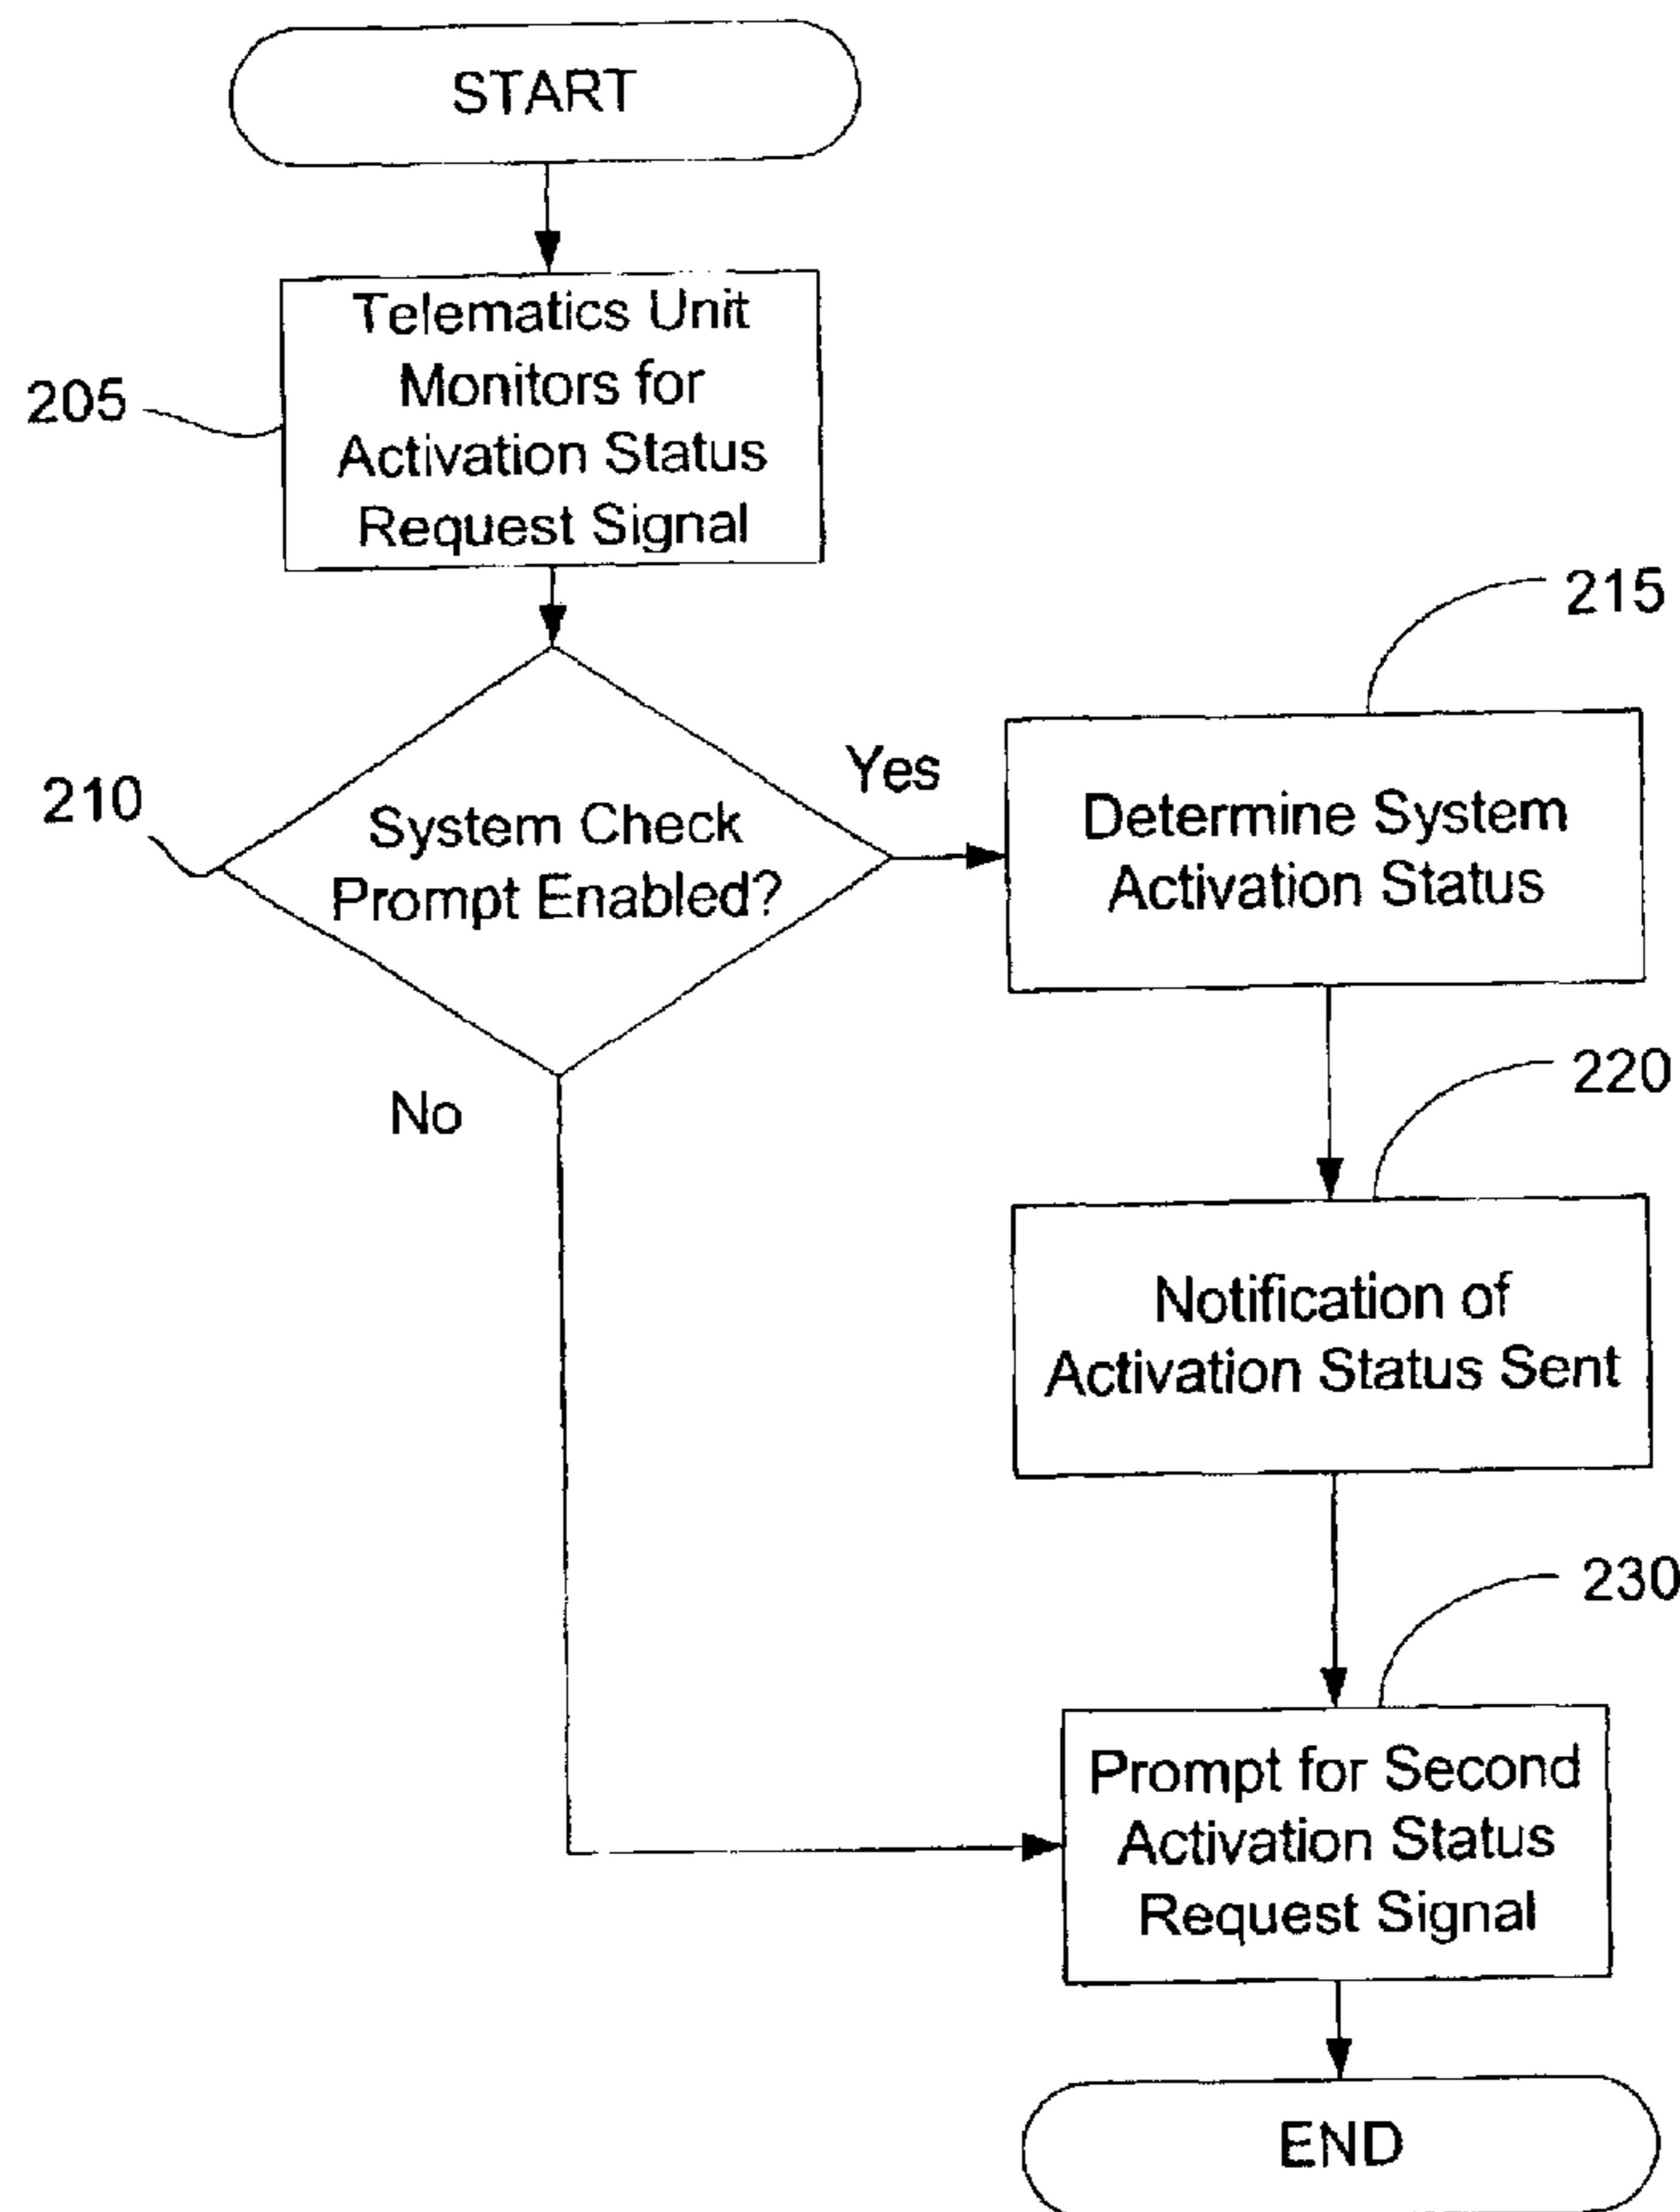 START
Telematics Unit
Monitors for
Activation Status
Request Signal
205
System Check
Prompt Enabled?
210
Yes
No
215
Determine System
Activation Status
220
Notification of
Activation Status Sent
230
Prompt for Second
Activation Status
Request Signal
END